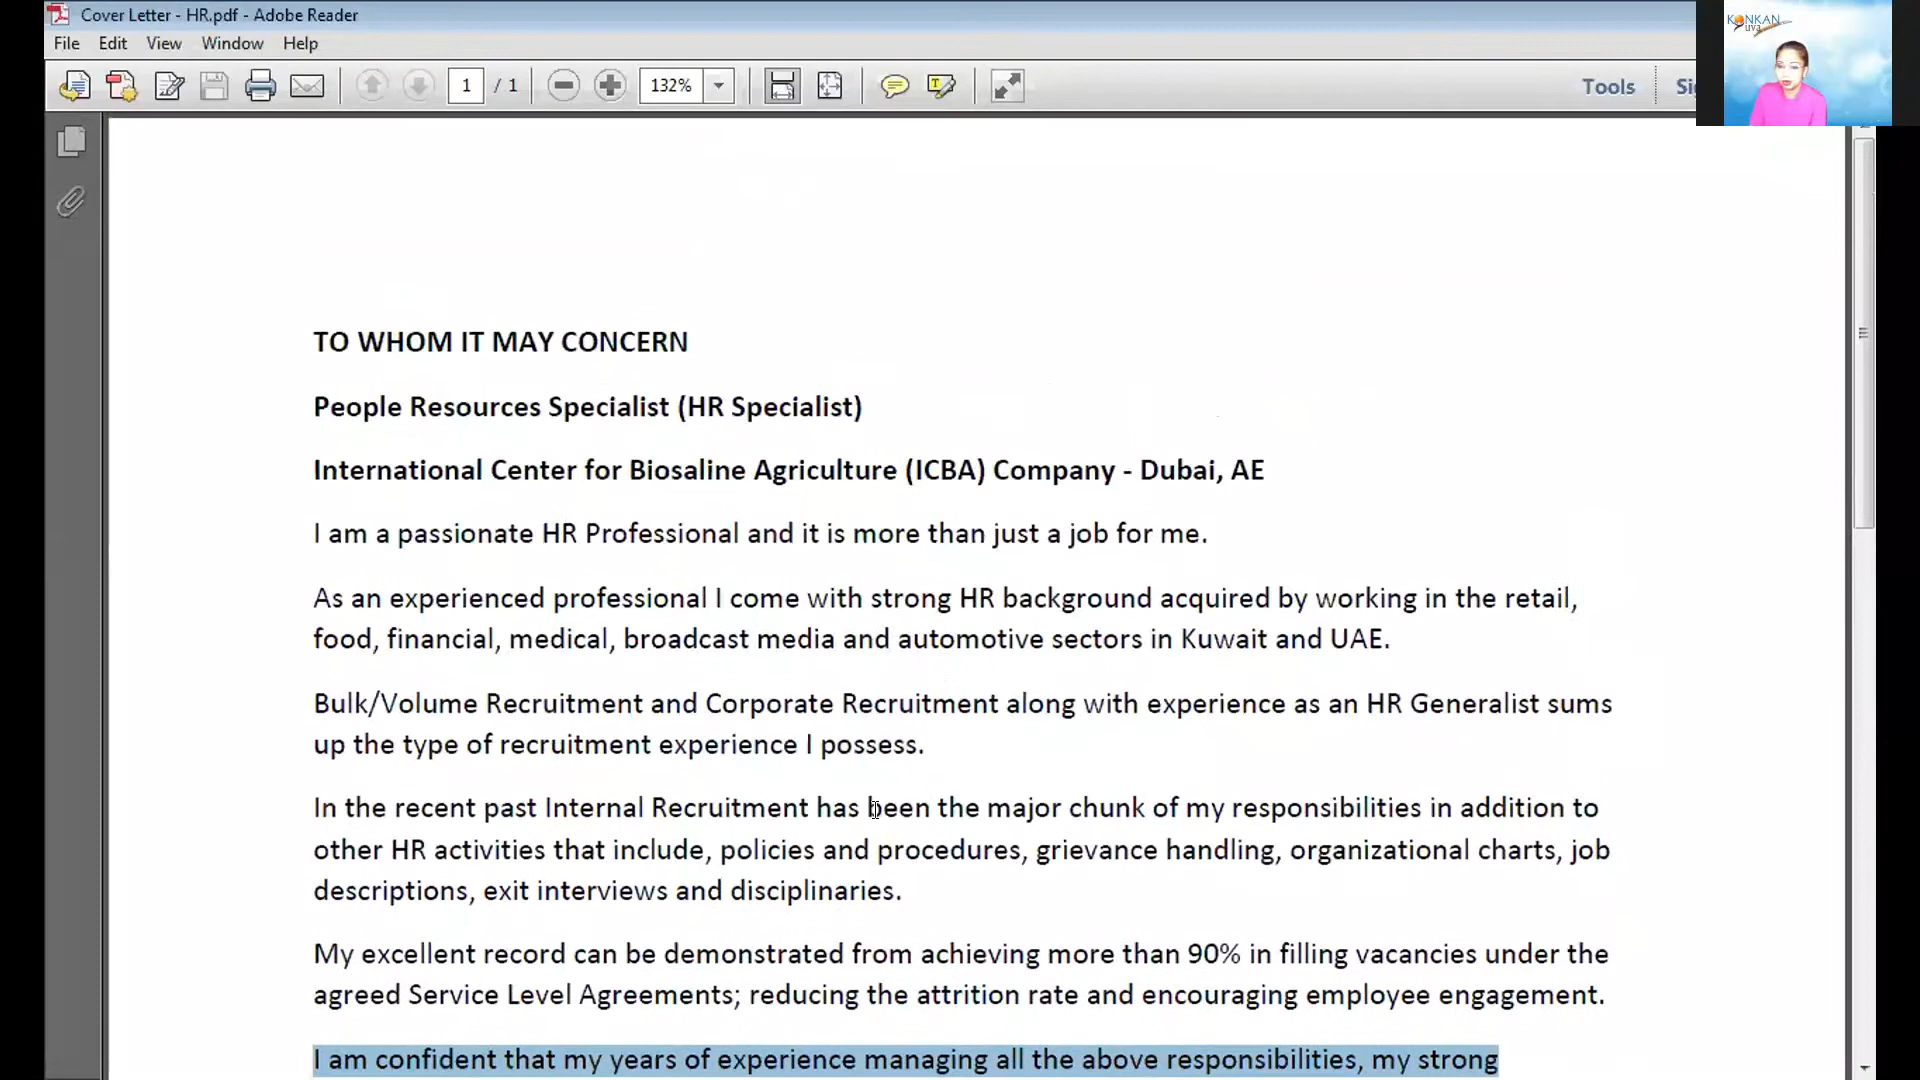 Cover Letter - HR.pdf - Adobe Reader
File Edit View Window Help
1 / 1 132% Tools
KONKAN
TO WHOM IT MAY CONCERN
People Resources Specialist (HR Specialist)
International Center for Biosaline Agriculture (ICBA) Company - Dubai, AE
I am a passionate HR Professional and it is more than just a job for me.
As an experienced professional I come with strong HR background acquired by working in the retail,
food, financial, medical, broadcast media and automotive sectors in Kuwait and UAE.
Bulk/Volume Recruitment and Corporate Recruitment along with experience as an HR Generalist sums
up the type of recruitment experience I possess.
In the recent past Internal Recruitment has been the major chunk of my responsibilities in addition to
other HR activities that include, policies and procedures, grievance handling, organizational charts, job
descriptions, exit interviews and disciplinaries.
My excellent record can be demonstrated from achieving more than 90% in filling vacancies under the
agreed Service Level Agreements; reducing the attrition rate and encouraging employee engagement.
I am confident that my years of experience managing all the above responsibilities, my strong